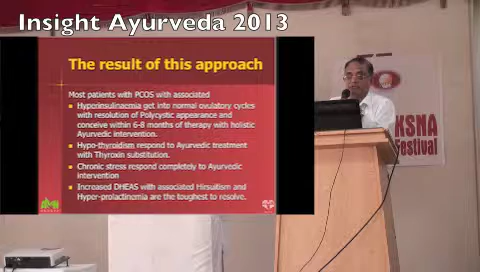 Insight Ayurveda 2013
The result of this approach
Most patients with PCOS with associated
Hyperinsulinaemia get into normal ovulatory cycles
with resolution of Polycystic appearance and
conceive within 6-8 months of therapy with holistic
Ayurvedic intervention.
Hypo-thyroidism respond to Ayurvedic treatment
with Thyroxin substitution.
Chronic stress respond completely to Ayurvedic
intervention
Increased DHEAS with associated Hirsuitism and
Hyper-prolactinemia are the toughest to resolve.
KSNA
Festival